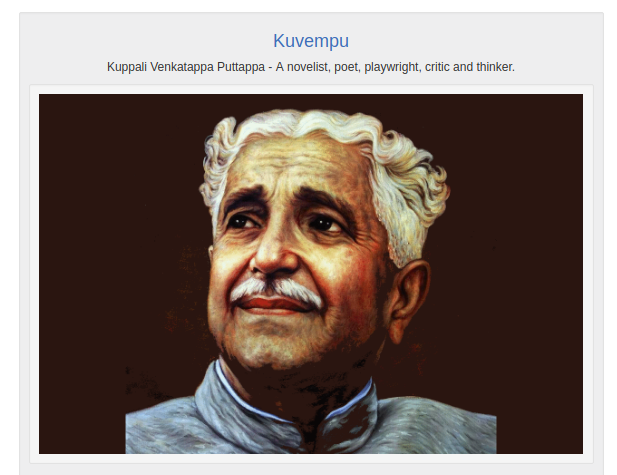 Kuvempu
Kuppali Venkatappa Puttappa - A novelist, poet, playwright, critic and thinker.